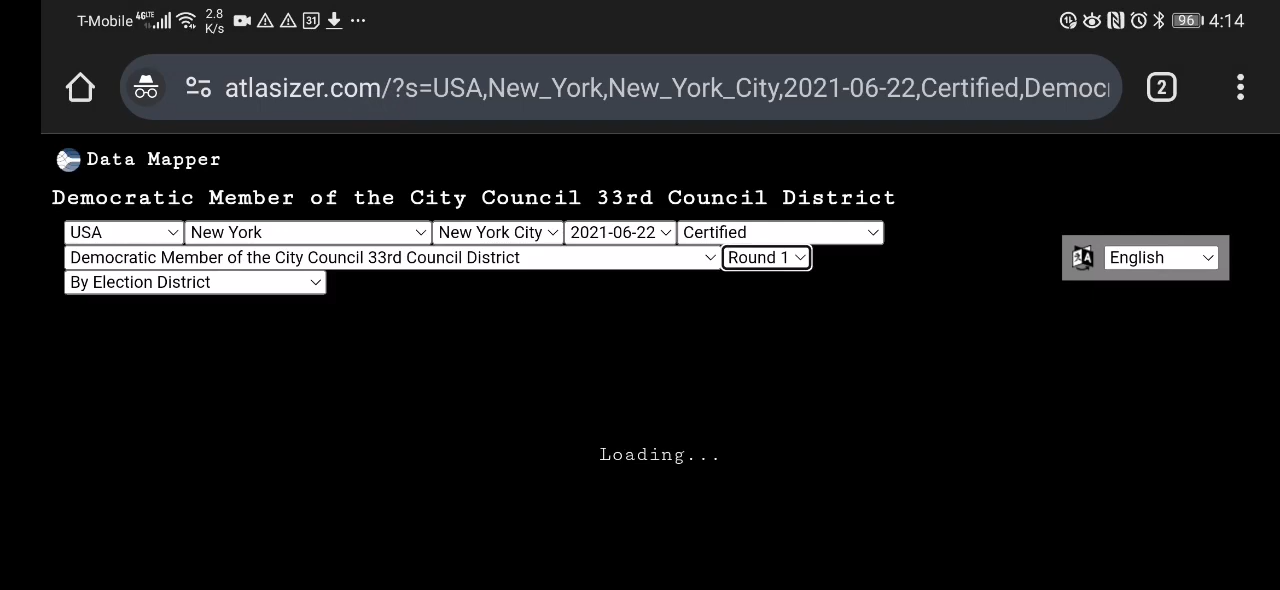 T-Mobile 4G LTE 2.8 K/s 31 96 4:14
atlasizer.com/?s=USA,New_York,New_York_City,2021-06-22,Certified,Democr 2
Data Mapper
Democratic Member of the City Council 33rd Council District
USA New York New York City 2021-06-22 Certified
Democratic Member of the City Council 33rd Council District Round 1 English
By Election District
Loading...